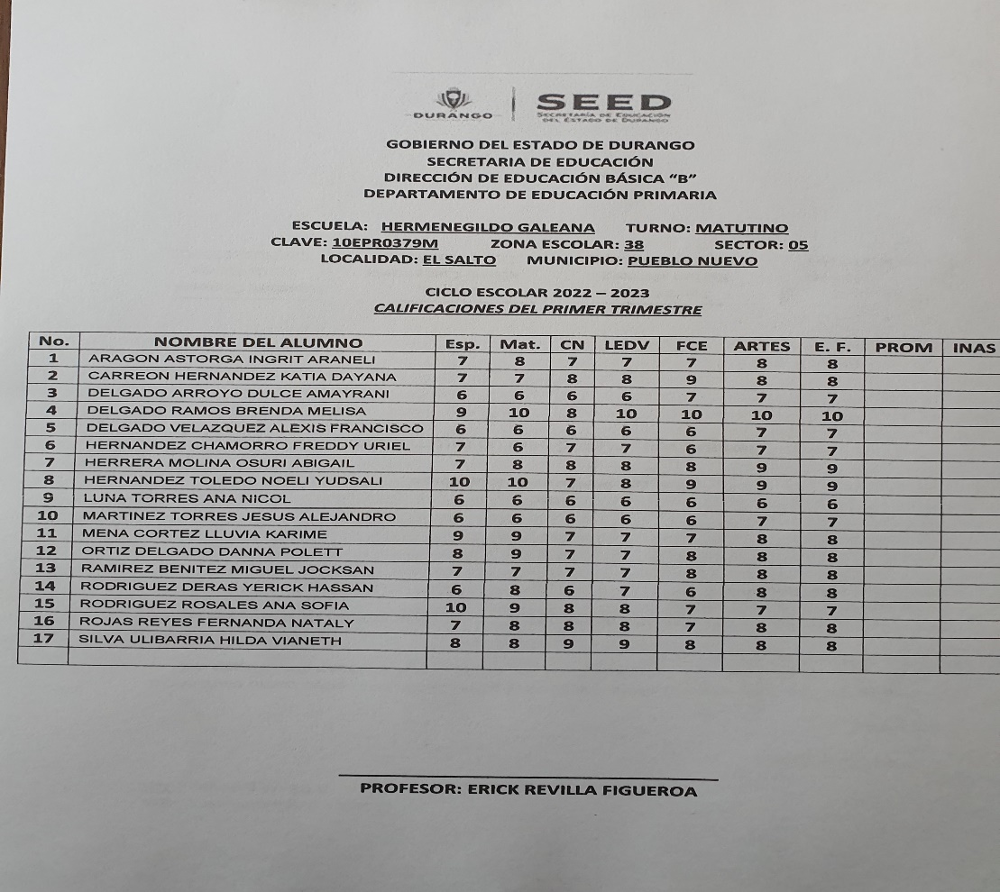 DURANGO
SEED
SECRETARÍA DE EDUCACIÓN
DEL ESTADO DE DURANGO
GOBIERNO DEL ESTADO DE DURANGO
SECRETARIA DE EDUCACIÓN
DIRECCIÓN DE EDUCACIÓN BÁSICA “B”
DEPARTAMENTO DE EDUCACIÓN PRIMARIA
ESCUELA: HERMENEGILDO GALEANA TURNO: MATUTINO
CLAVE: 10EPR0379M ZONA ESCOLAR: 38 SECTOR: 05
LOCALIDAD: EL SALTO MUNICIPIO: PUEBLO NUEVO
CICLO ESCOLAR 2022 – 2023
CALIFICACIONES DEL PRIMER TRIMESTRE
No. NOMBRE DEL ALUMNO Esp. Mat. CN LEDV FCE ARTES E. F. PROM INAS
1 ARAGON ASTORGA INGRIT ARANELI 7 8 7 7 7 8 8
2 CARREON HERNANDEZ KATIA DAYANA 7 7 8 8 9 8 8
3 DELGADO ARROYO DULCE AMAYRANI 6 6 6 6 7 7 7
4 DELGADO RAMOS BRENDA MELISA 9 10 8 10 10 10 10
5 DELGADO VELAZQUEZ ALEXIS FRANCISCO 6 6 6 6 6 7 7
6 HERNANDEZ CHAMORRO FREDDY URIEL 7 6 7 7 6 7 7
7 HERRERA MOLINA OSURI ABIGAIL 7 8 8 8 8 9 9
8 HERNANDEZ TOLEDO NOELI YUDSALI 10 10 7 8 9 9 9
9 LUNA TORRES ANA NICOL 6 6 6 6 6 6 6
10 MARTINEZ TORRES JESUS ALEJANDRO 6 6 6 6 6 7 7
11 MENA CORTEZ LLUVIA KARIME 9 9 7 7 7 8 8
12 ORTIZ DELGADO DANNA POLETT 8 9 7 7 8 8 8
13 RAMIREZ BENITEZ MIGUEL JOCKSAN 7 7 7 7 8 8 8
14 RODRIGUEZ DERAS YERICK HASSAN 6 8 6 7 6 8 8
15 RODRIGUEZ ROSALES ANA SOFIA 10 9 8 8 7 7 7
16 ROJAS REYES FERNANDA NATALY 7 8 8 8 7 8 8
17 SILVA ULIBARRIA HILDA VIANETH 8 8 9 9 8 8 8
PROFESOR: ERICK REVILLA FIGUEROA